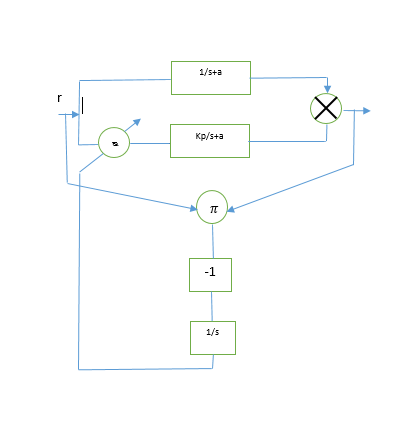 1/s+a
r
Kp/s+a
π
-1
1/s